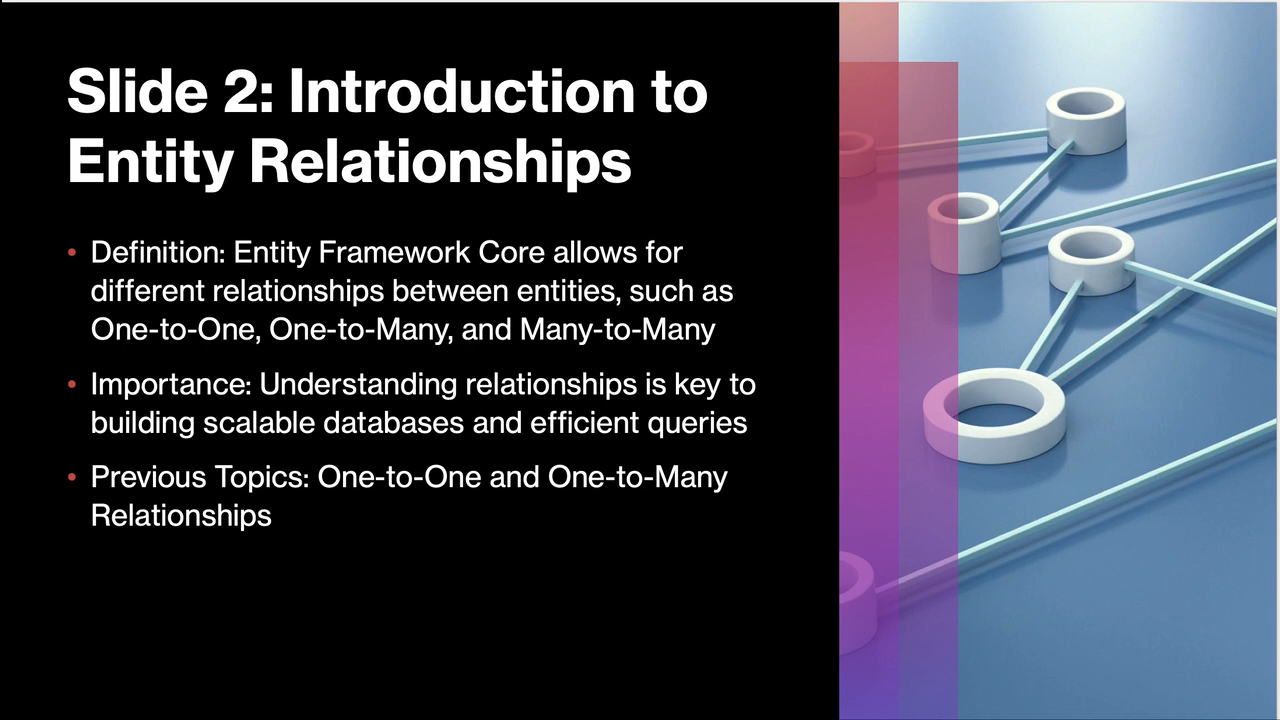 Slide 2: Introduction to
Entity Relationships
• Definition: Entity Framework Core allows for
different relationships between entities, such as
One-to-One, One-to-Many, and Many-to-Many
• Importance: Understanding relationships is key to
building scalable databases and efficient queries
• Previous Topics: One-to-One and One-to-Many
Relationships